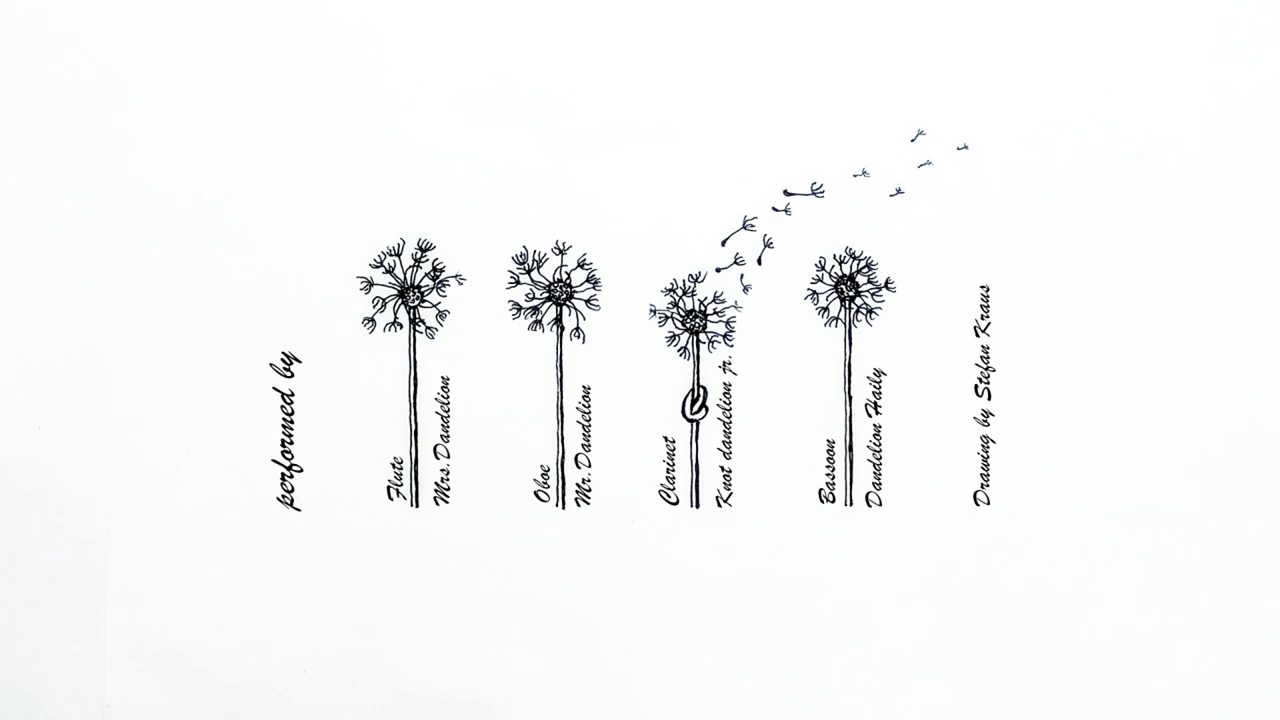 performed by
Flute
Mrs. Dandelion
Oboe
Mr. Dandelion
Clarinet
Knot dandelion jr.
Bassoon
Dandelion Haily
Drawing by Stefan Kraus